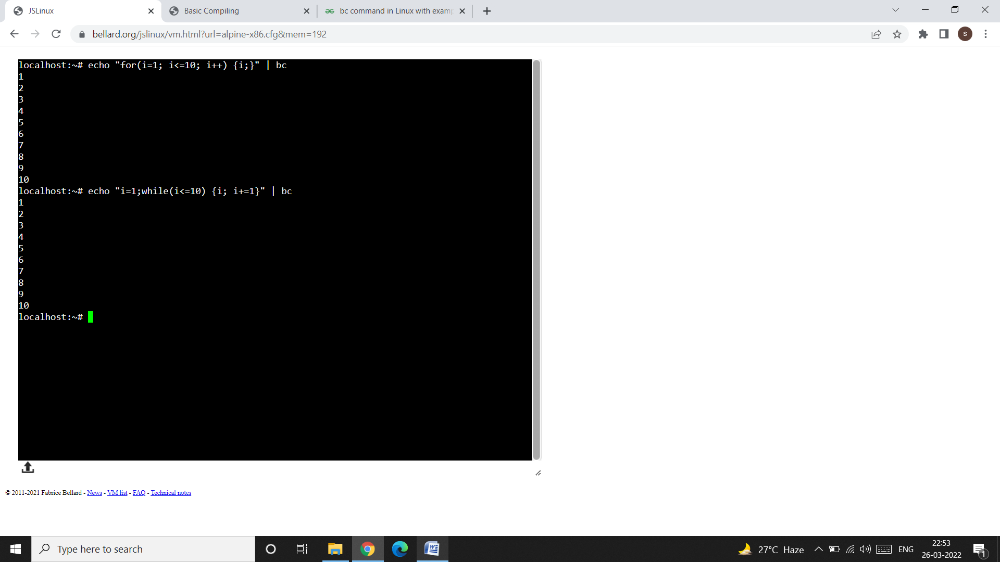 JSLinux
Basic Compiling
bc command in Linux with examp
bellard.org/jslinux/vm.html?url=alpine-x86.cfg&mem=192
S
localhost:~# echo "for(i=1; i<=10; i++) {i;}" | bc
1
2
3
4
5
6
7
8
9
10
localhost:~# echo "i=1;while(i<=10) {i; i+=1}" | bc
1
2
3
4
5
6
7
8
9
10
localhost:~#
© 2011-2021 Fabrice Bellard - News - VM list - FAQ - Technical notes
Type here to search
27°C Haze
ENG
22:53
26-03-2022
1